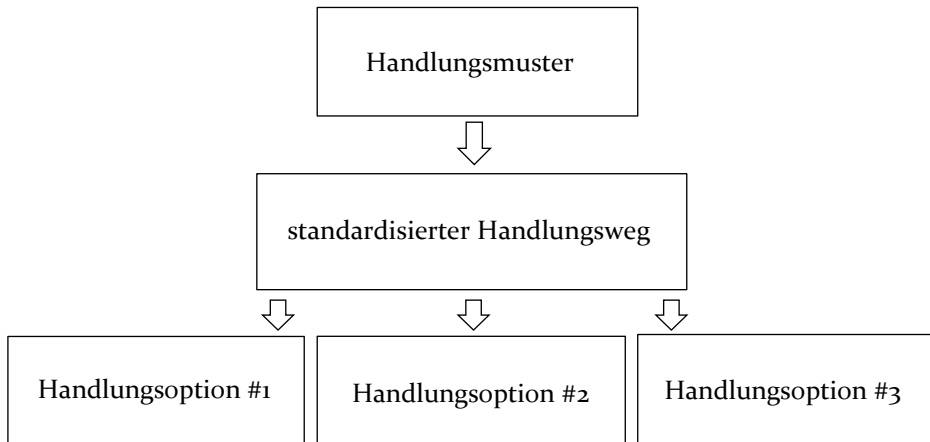 Handlungsmuster
standardisierter Handlungsweg
Handlungsoption #1
Handlungsoption #2
Handlungsoption #3